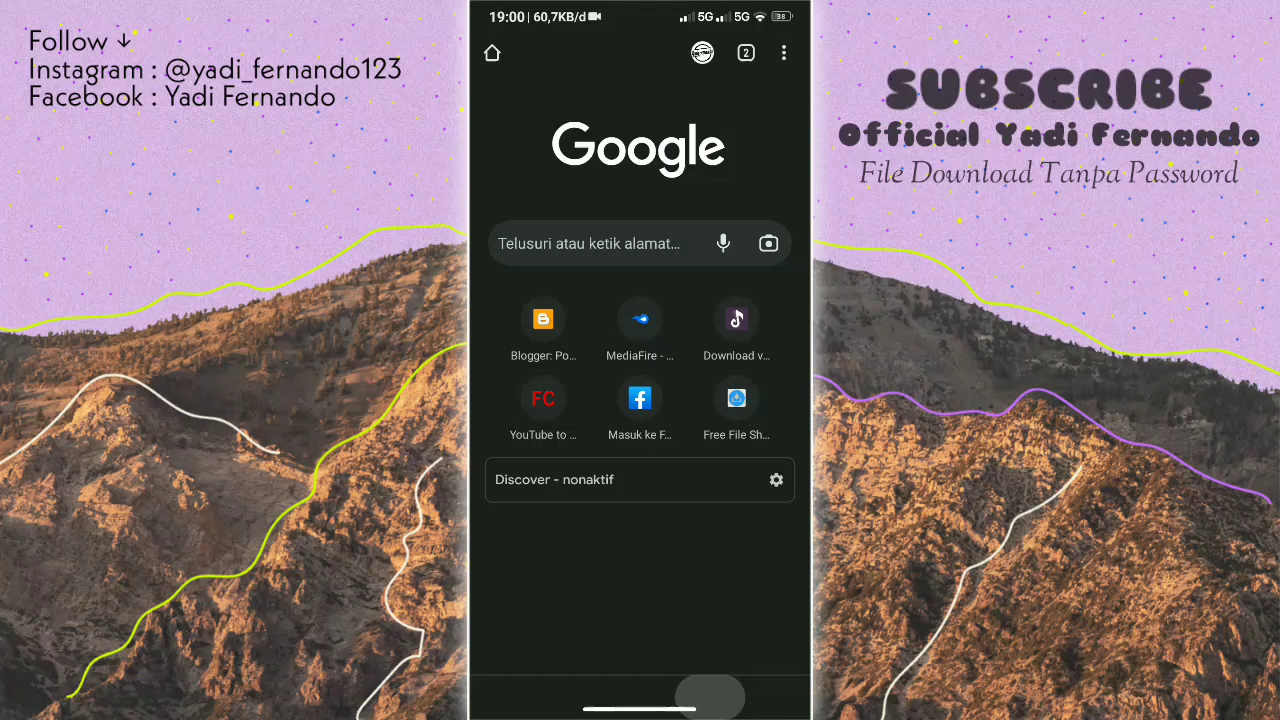 Follow ↓
Instagram : @yadi_fernando123
Facebook : Yadi Fernando
19:00 | 60,7KB/d
5G 5G 38
2
Google
Telusuri atau ketik alamat...
Blogger: Po... MediaFire - ... Download v...
FC
YouTube to ... Masuk ke F... Free File Sh...
Discover - nonaktif
SUBSCRIBE
Official Yadi Fernando
File Download Tanpa Password